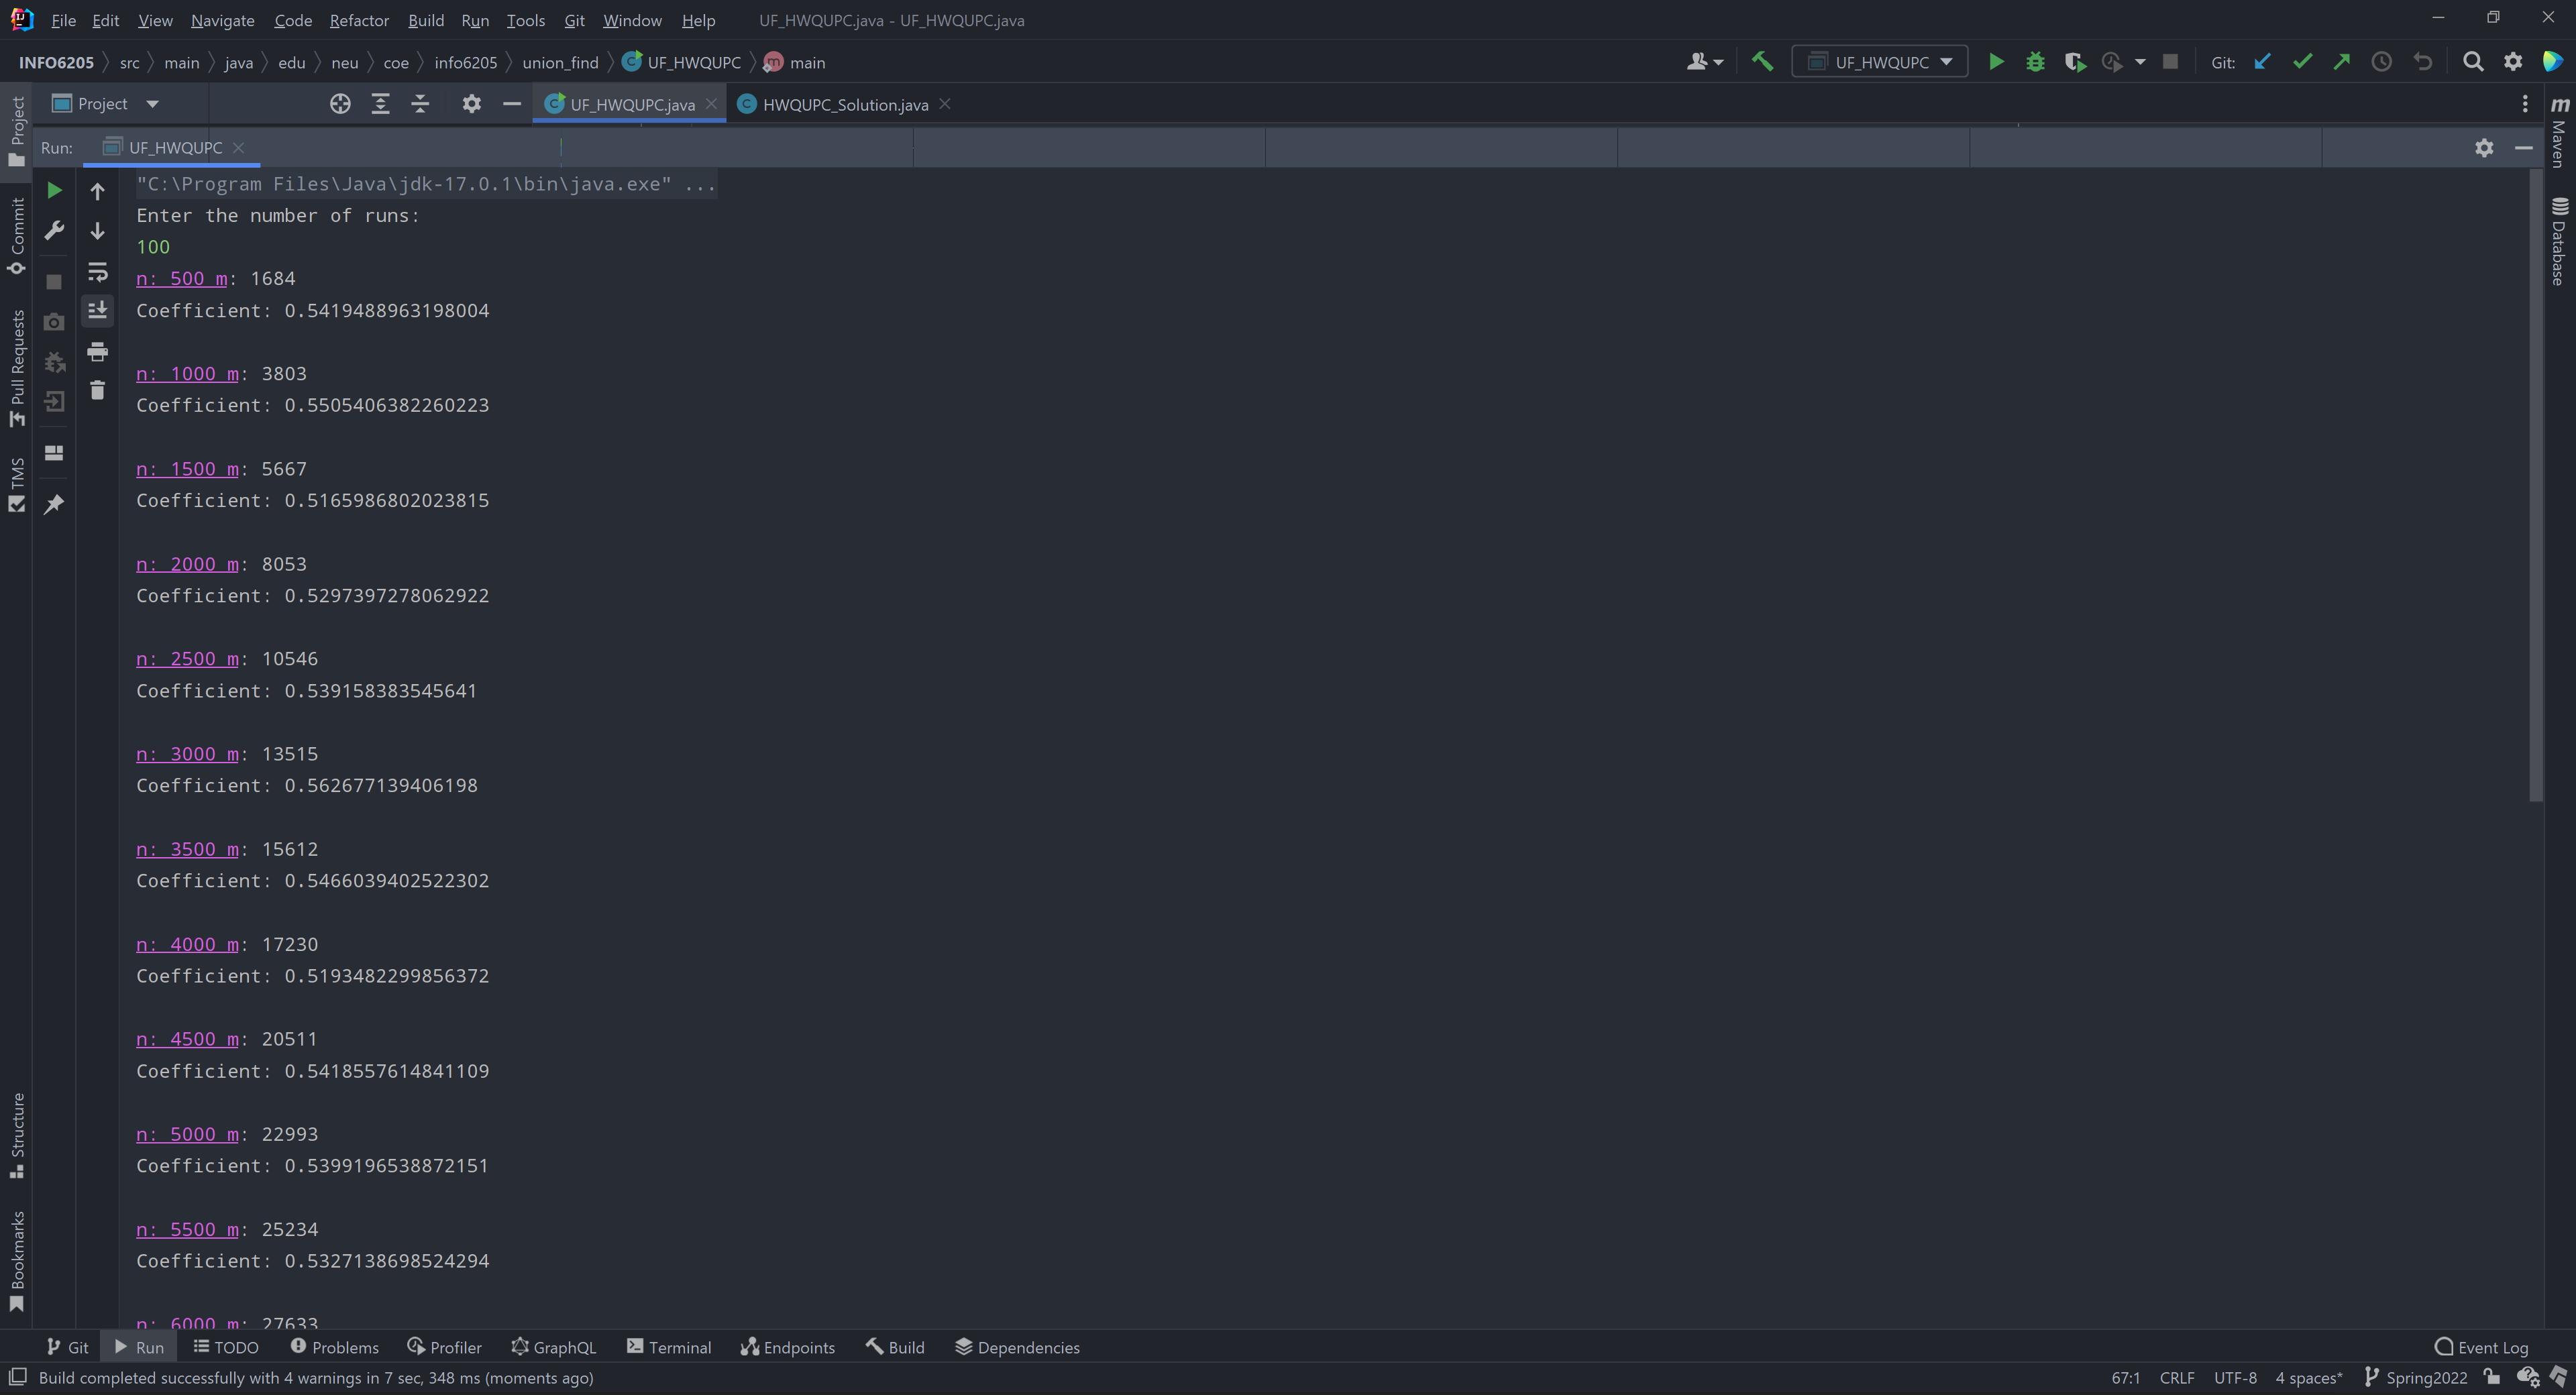 File Edit View Navigate Code Refactor Build Run Tools Git Window Help UF_HWQUPC.java - UF_HWQUPC.java
INFO6205 src main java edu neu coe info6205 union_find UF_HWQUPC main UF_HWQUPC Git:
Project UF_HWQUPC.java HWQUPC_Solution.java
Run: UF_HWQUPC
"C:\Program Files\Java\jdk-17.0.1\bin\java.exe" ...
Enter the number of runs:
100
n: 500 m: 1684
Coefficient: 0.5419488963198004
n: 1000 m: 3803
Coefficient: 0.5505406382260223
n: 1500 m: 5667
Coefficient: 0.5165986802023815
n: 2000 m: 8053
Coefficient: 0.5297397278062922
n: 2500 m: 10546
Coefficient: 0.539158383545641
n: 3000 m: 13515
Coefficient: 0.562677139406198
n: 3500 m: 15612
Coefficient: 0.5466039402522302
n: 4000 m: 17230
Coefficient: 0.5193482299856372
n: 4500 m: 20511
Coefficient: 0.5418557614841109
n: 5000 m: 22993
Coefficient: 0.5399196538872151
n: 5500 m: 25234
Coefficient: 0.5327138698524294
n: 6000 m: 27633
Project
Commit
Pull Requests
TMS
Structure
Bookmarks
m Maven
Database
Git Run TODO Problems Profiler GraphQL Terminal Endpoints Build Dependencies Event Log
Build completed successfully with 4 warnings in 7 sec, 348 ms (moments ago) 67:1 CRLF UTF-8 4 spaces* Spring2022